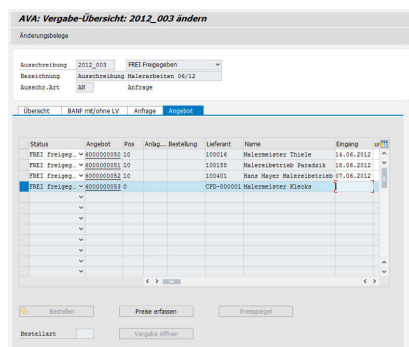 AVA: Vergabe-Übersicht: 2012_003 ändern
Änderungsbelege
Ausschreibung 2012_003 FREI Freigegeben
Bezeichnung Ausschreibung Malerarbeiten 06/12
Ausschr.Art AN Anfrage
Übersicht BANF mit/ohne LV Anfrage Angebot
Status Angebot Pos Anlag... Bestellung Lieferant Name Eingang
FREI freigeg… 6000000050 10 100016 Malermeister Thiele 14.06.2012
FREI freigeg… 6000000051 10 100158 Malereibetrieb Paradzik 18.06.2012
FREI freigeg… 6000000052 10 100401 Hans Mayer Malereibetrieb 07.06.2012
FREI freigeg… 6000000053 0 CPD-000001 Malermeister Klecks
Bestellen Preise erfassen Preisspiegel
Bestellart Vergabe öffnen